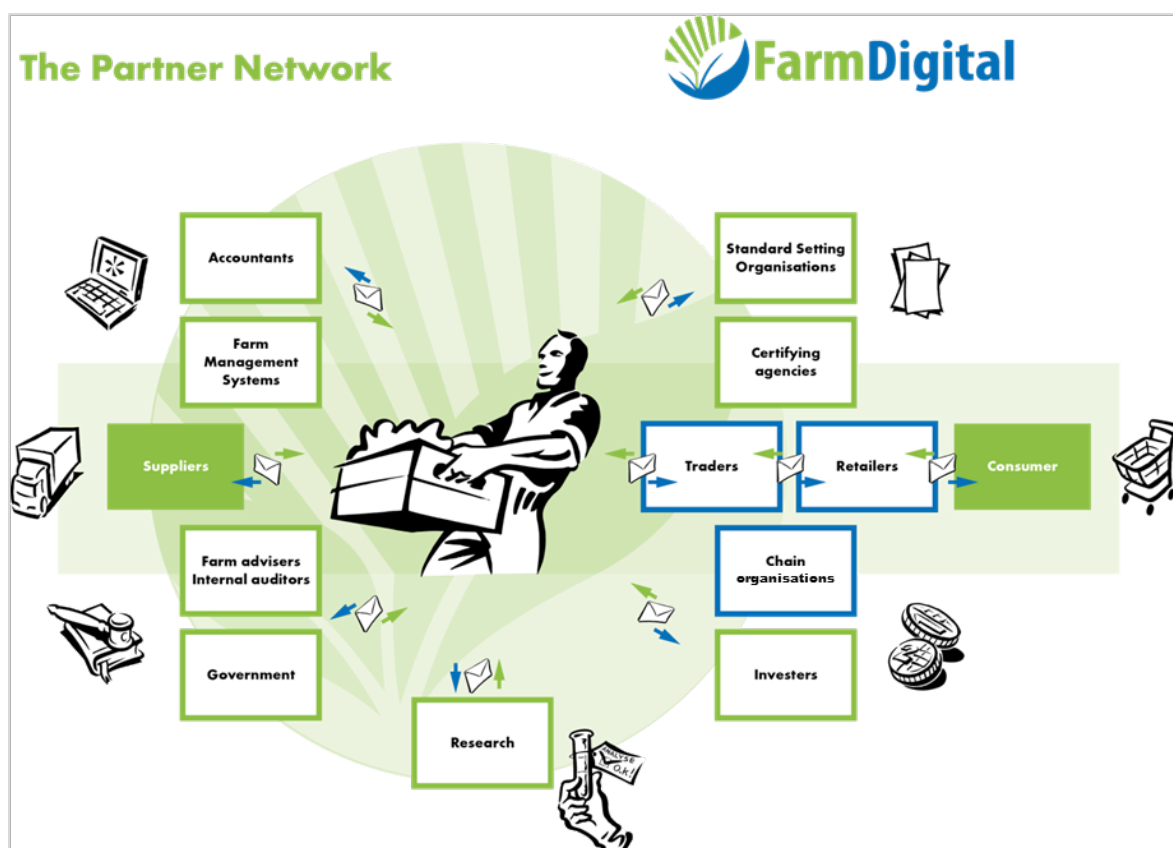 The Partner Network
FarmDigital
Accountants
Standard Setting
Organisations
Farm
Management
Systems
Certifying
agencies
Suppliers
Traders
Retailers
Consumer
Farm advisers
Internal auditors
Chain
organisations
Government
Investers
Research
ANALYSE
O.K!